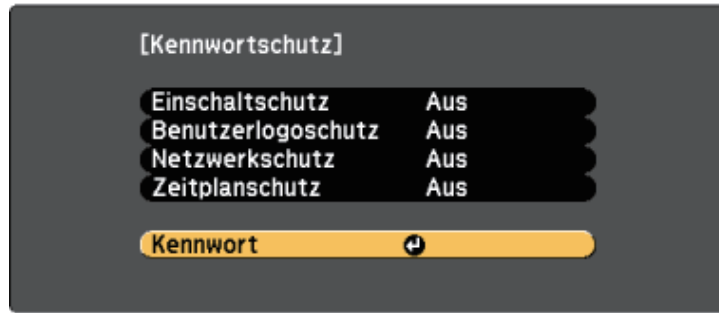 [Kennwortschutz]
Einschaltschutz Aus
Benutzerlogoschutz Aus
Netzwerkschutz Aus
Zeitplanschutz Aus
Kennwort